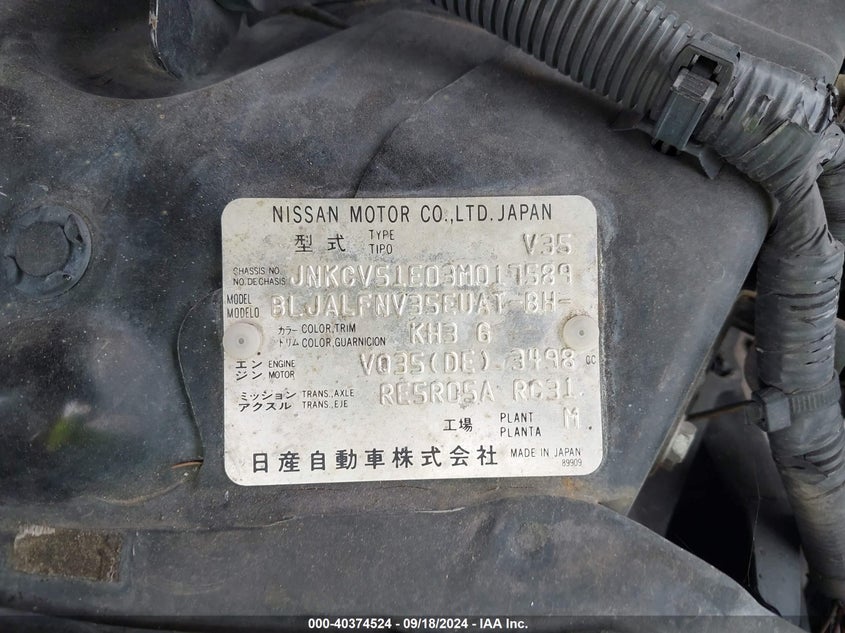 NISSAN MOTOR CO.,LTD. JAPAN
型式 TYPE TIPO V35
CHASSIS NO. NO. DE CHASIS JNKCV51E03M017589
MODEL MODELO BLJALFNV35EUAT-BH-
カラー COLOR,TRIM KH3 G
トリム COLOR,GUARNICION
エンジン ENGINE MOTOR VQ35(DE) 3498 CC
ミッション TRANS.,AXLE RE5R05A RC31
アクスル TRANS.,EJE
工場 PLANT PLANTA M
日産自動車株式会社 MADE IN JAPAN
89909
000-40374524 - 09/18/2024 - IAA Inc.